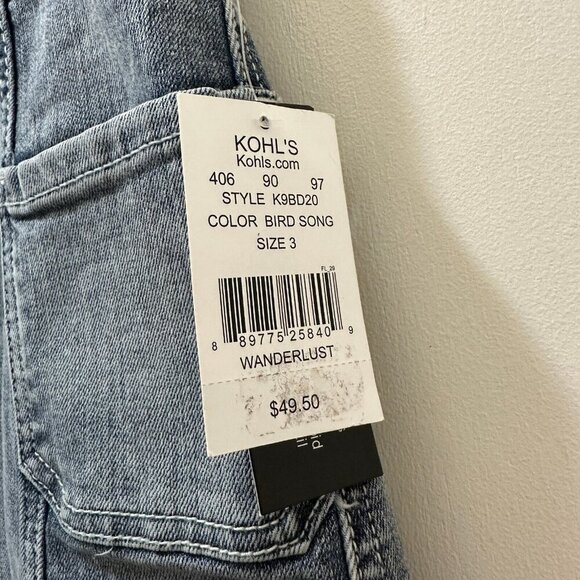 KOHL'S
Kohls.com
406 90 97
STYLE K9BD20
COLOR BIRD SONG
SIZE 3
FL_29
8 89775 25840 9
WANDERLUST
$49.50